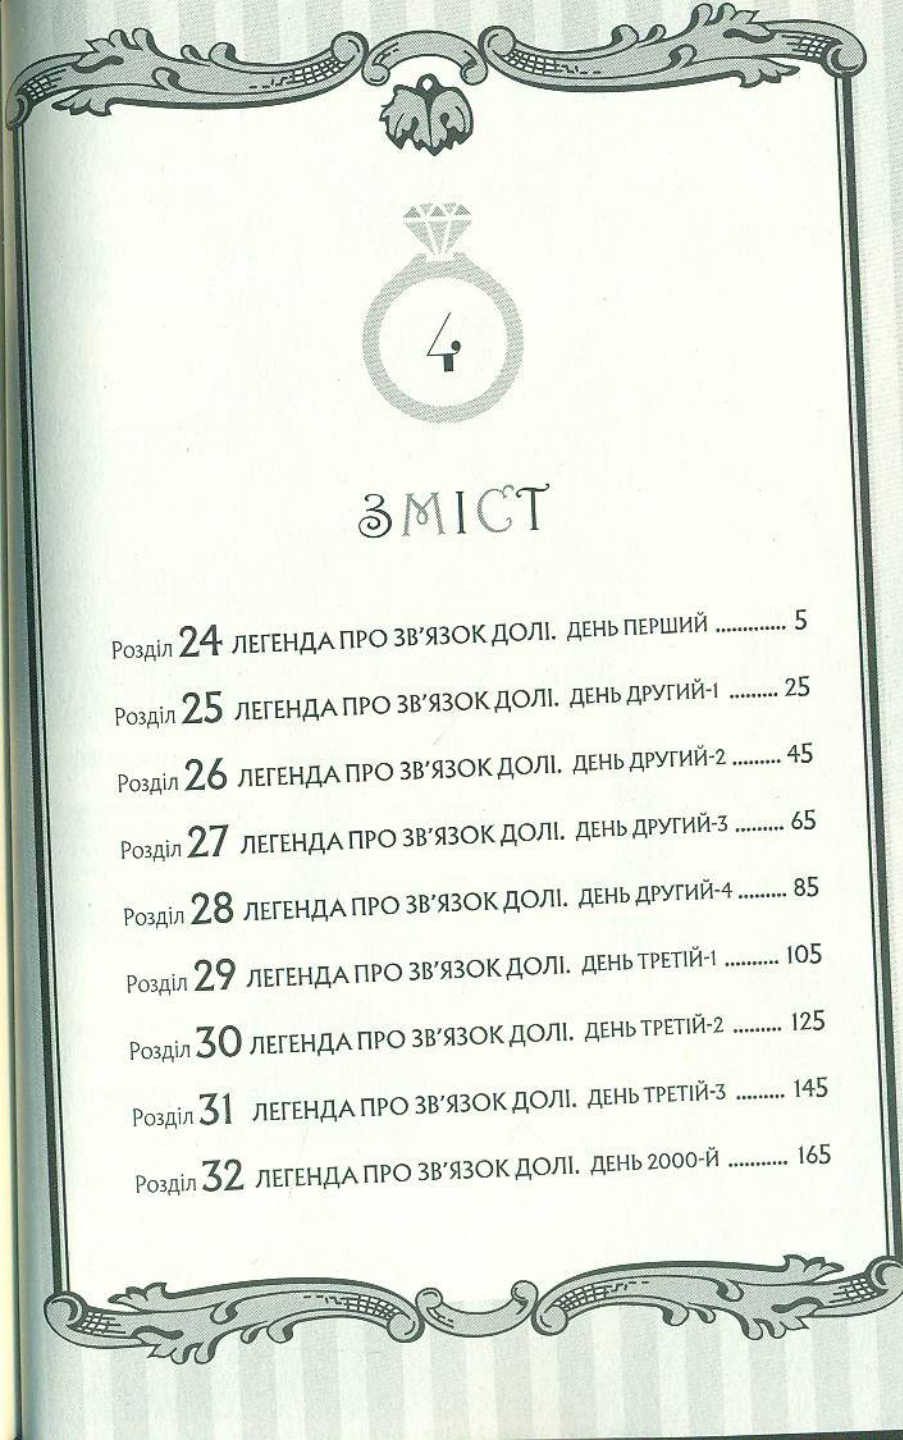 4
ЗМІСТ
Розділ 24 ЛЕГЕНДА ПРО ЗВ'ЯЗОК ДОЛІ. ДЕНЬ ПЕРШИЙ ............. 5
Розділ 25 ЛЕГЕНДА ПРО ЗВ'ЯЗОК ДОЛІ. ДЕНЬ ДРУГИЙ-1 ......... 25
Розділ 26 ЛЕГЕНДА ПРО ЗВ'ЯЗОК ДОЛІ. ДЕНЬ ДРУГИЙ-2 ......... 45
Розділ 27 ЛЕГЕНДА ПРО ЗВ'ЯЗОК ДОЛІ. ДЕНЬ ДРУГИЙ-3 ......... 65
Розділ 28 ЛЕГЕНДА ПРО ЗВ'ЯЗОК ДОЛІ. ДЕНЬ ДРУГИЙ-4 ......... 85
Розділ 29 ЛЕГЕНДА ПРО ЗВ'ЯЗОК ДОЛІ. ДЕНЬ ТРЕТІЙ-1 .......... 105
Розділ 30 ЛЕГЕНДА ПРО ЗВ'ЯЗОК ДОЛІ. ДЕНЬ ТРЕТІЙ-2 ......... 125
Розділ 31 ЛЕГЕНДА ПРО ЗВ'ЯЗОК ДОЛІ. ДЕНЬ ТРЕТІЙ-3 ......... 145
Розділ 32 ЛЕГЕНДА ПРО ЗВ'ЯЗОК ДОЛІ. ДЕНЬ 2000-Й ........... 165